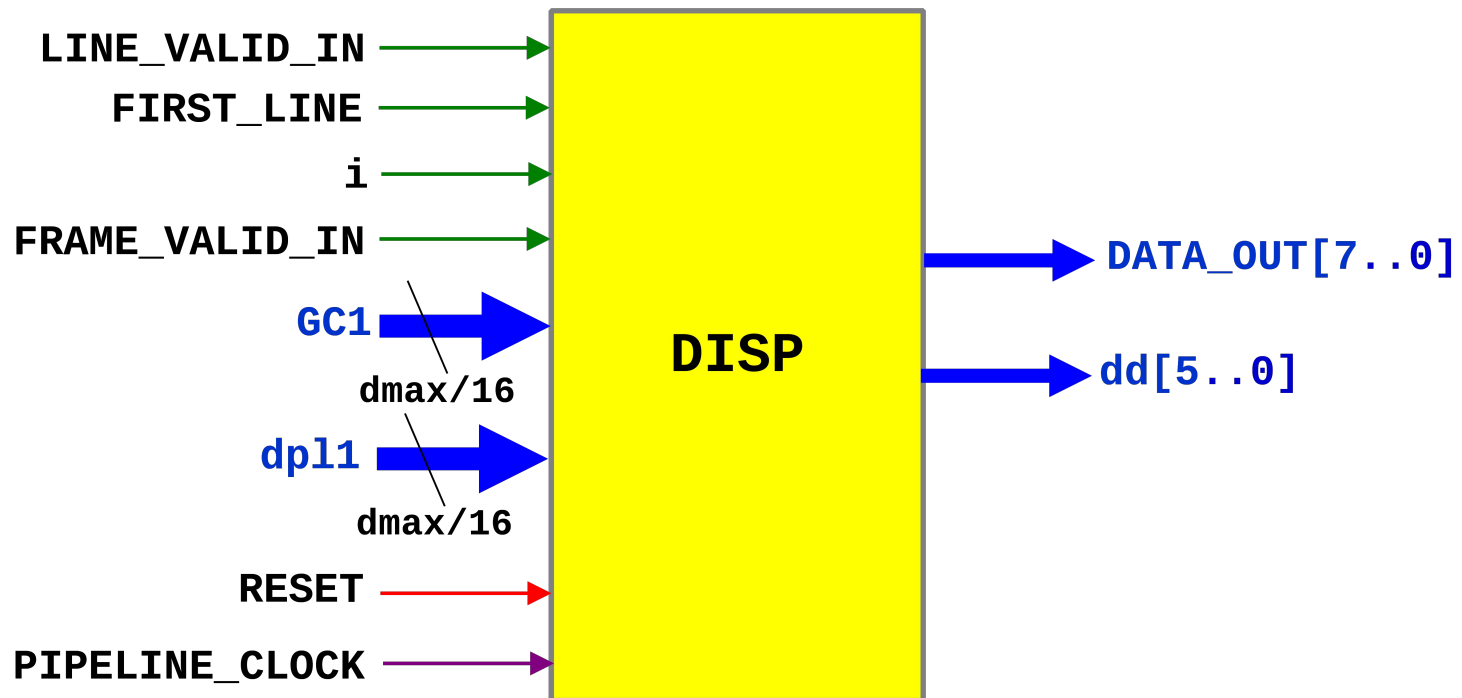 LINE_VALID_IN
FIRST_LINE
i
FRAME_VALID_IN
GC1
dmax/16
dpl1
dmax/16
RESET
PIPELINE_CLOCK
DISP
DATA_OUT[7..0]
dd[5..0]